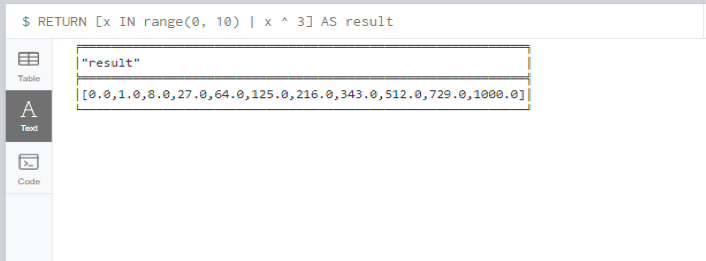 $ RETURN [x IN range(0, 10) | x ^ 3] AS result
Table
A
Text
Code
"result"
[0.0,1.0,8.0,27.0,64.0,125.0,216.0,343.0,512.0,729.0,1000.0]